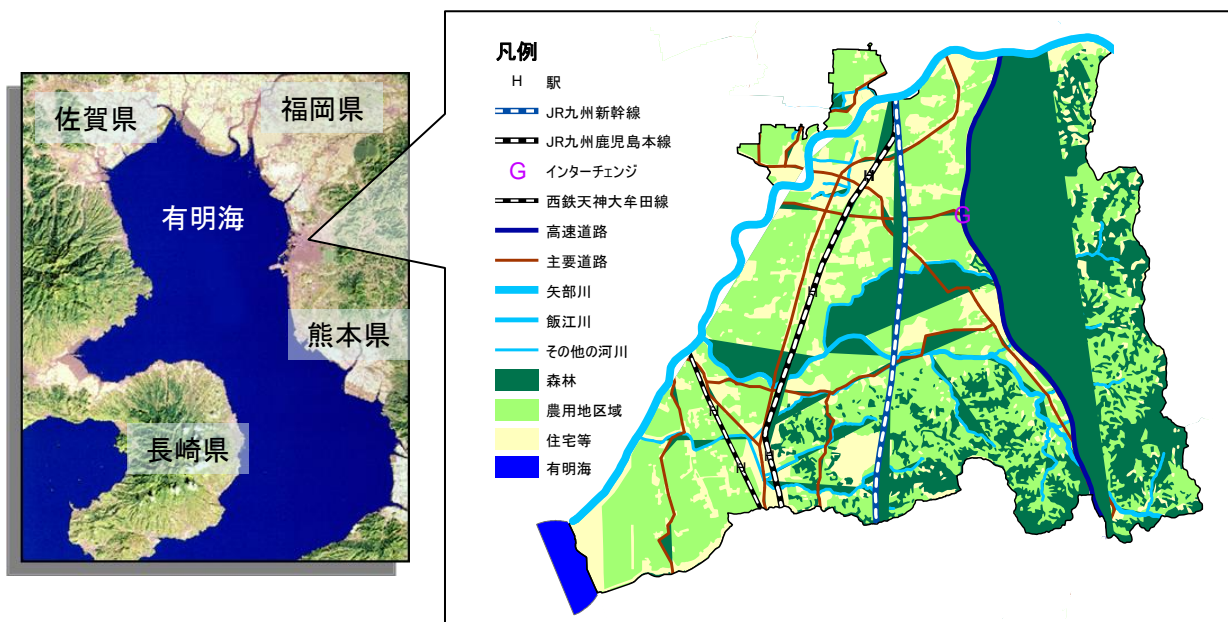 佐賀県
福岡県
有明海
熊本県
長崎県
凡例
H 駅
JR九州新幹線
JR九州鹿児島本線
G インターチェンジ
西鉄天神大牟田線
高速道路
主要道路
矢部川
飯江川
その他の河川
森林
農用地区域
住宅等
有明海
H
G
H
H
H
H